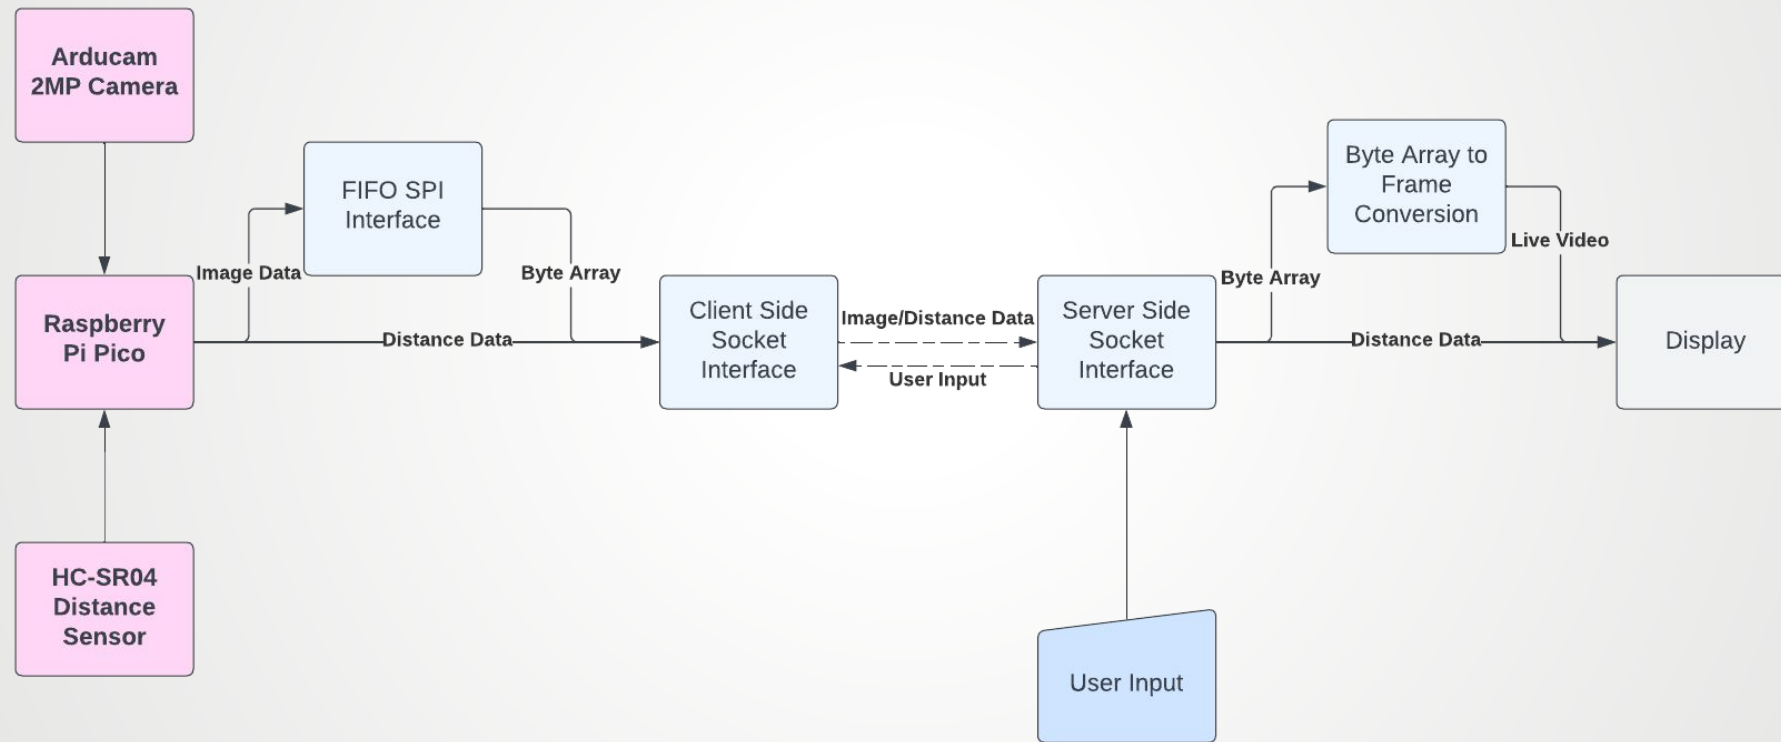 Arducam
2MP Camera
FIFO SPI
Interface
Byte Array to
Frame
Conversion
Live Video
Image Data
Byte Array
Byte Array
Raspberry
Pi Pico
Distance Data
Client Side
Socket
Interface
Image/Distance Data
User Input
Server Side
Socket
Interface
Distance Data
Display
HC-SR04
Distance
Sensor
User Input